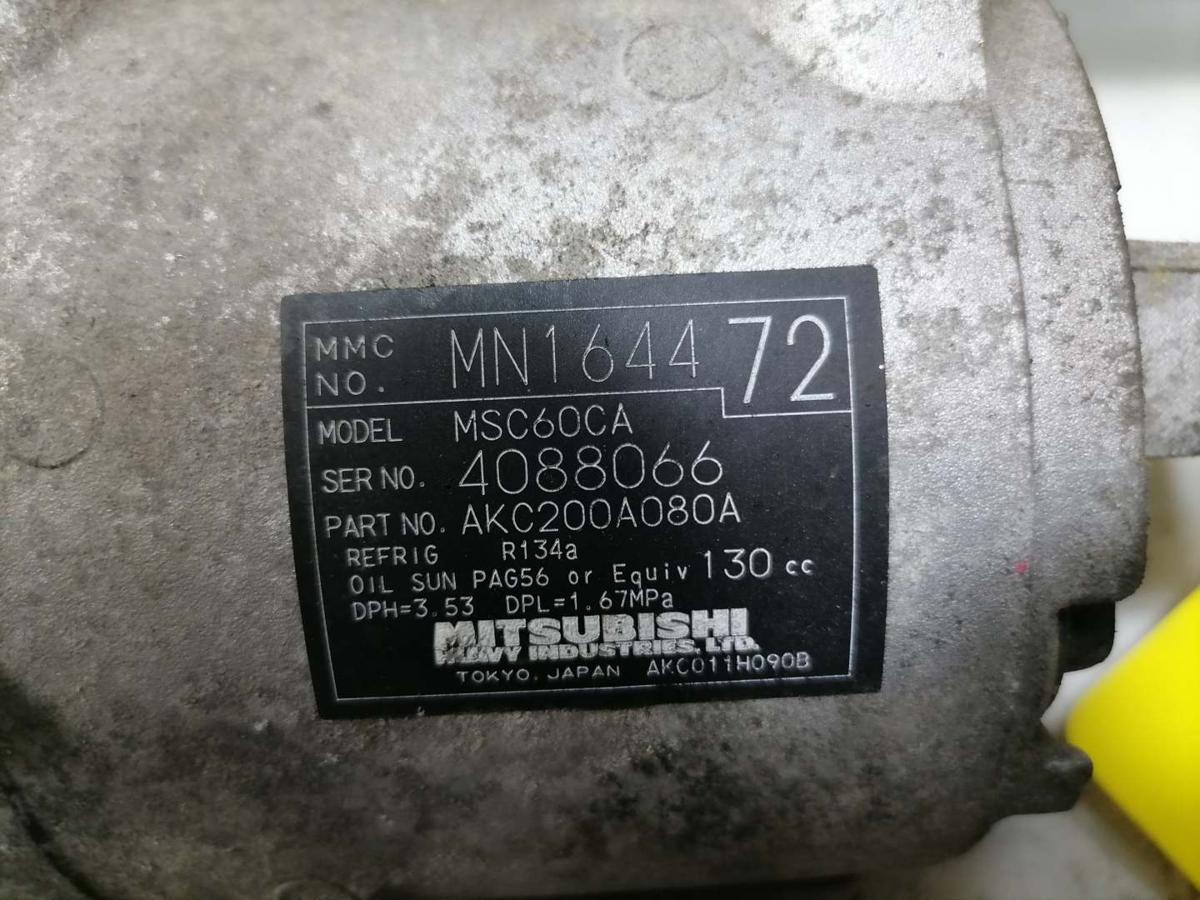 MMC NO. MN164472
MODEL MSC60CA
SER NO. 4088066
PART NO. AKC200A080A
REFRIG R134a
OIL SUN PAG56 or Equiv 130 cc
DPH=3.53 DPL=1.67MPa
MITSUBISHI
HEAVY INDUSTRIES, LTD.
TOKYO, JAPAN AKC011H090B